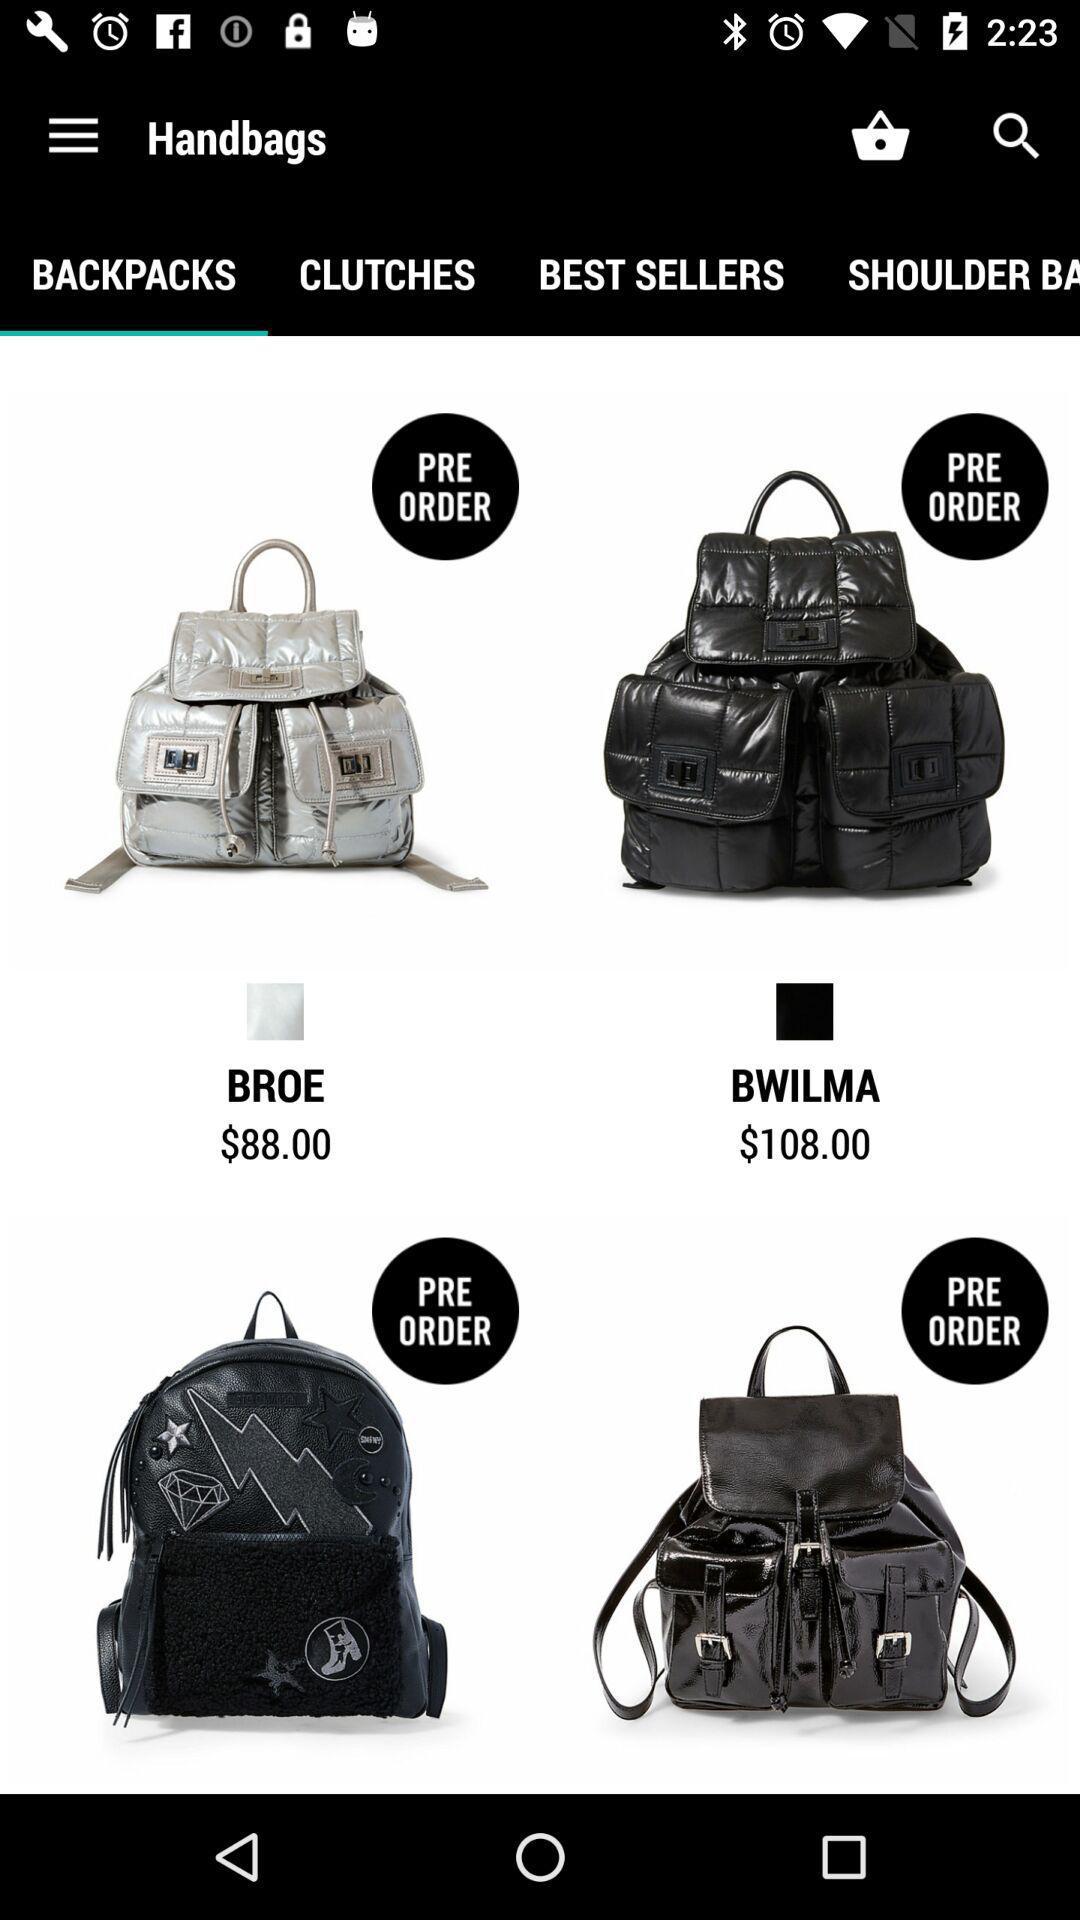 2:23
Handbags
BACKPACKS CLUTCHES BEST SELLERS SHOULDER BA
PRE
ORDER
PRE
ORDER
BROE
$88.00
BWILMA
$108.00
PRE
ORDER
PRE
ORDER